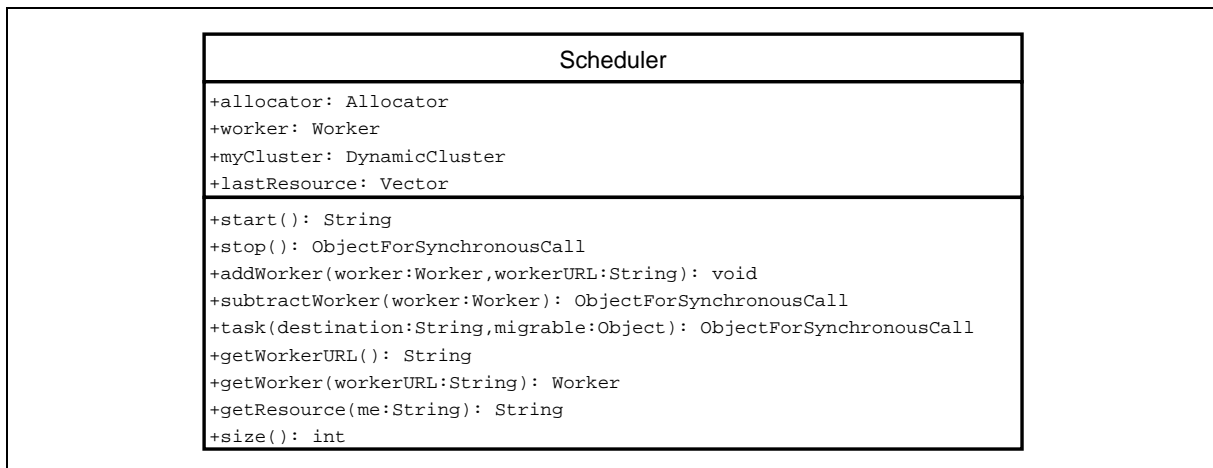 Scheduler
+allocator: Allocator
+worker: Worker
+myCluster: DynamicCluster
+lastResource: Vector
+start(): String
+stop(): ObjectForSynchronousCall
+addWorker(worker:Worker,workerURL:String): void
+subtractWorker(worker:Worker): ObjectForSynchronousCall
+task(destination:String,migrable:Object): ObjectForSynchronousCall
+getWorkerURL(): String
+getWorker(workerURL:String): Worker
+getResource(me:String): String
+size(): int